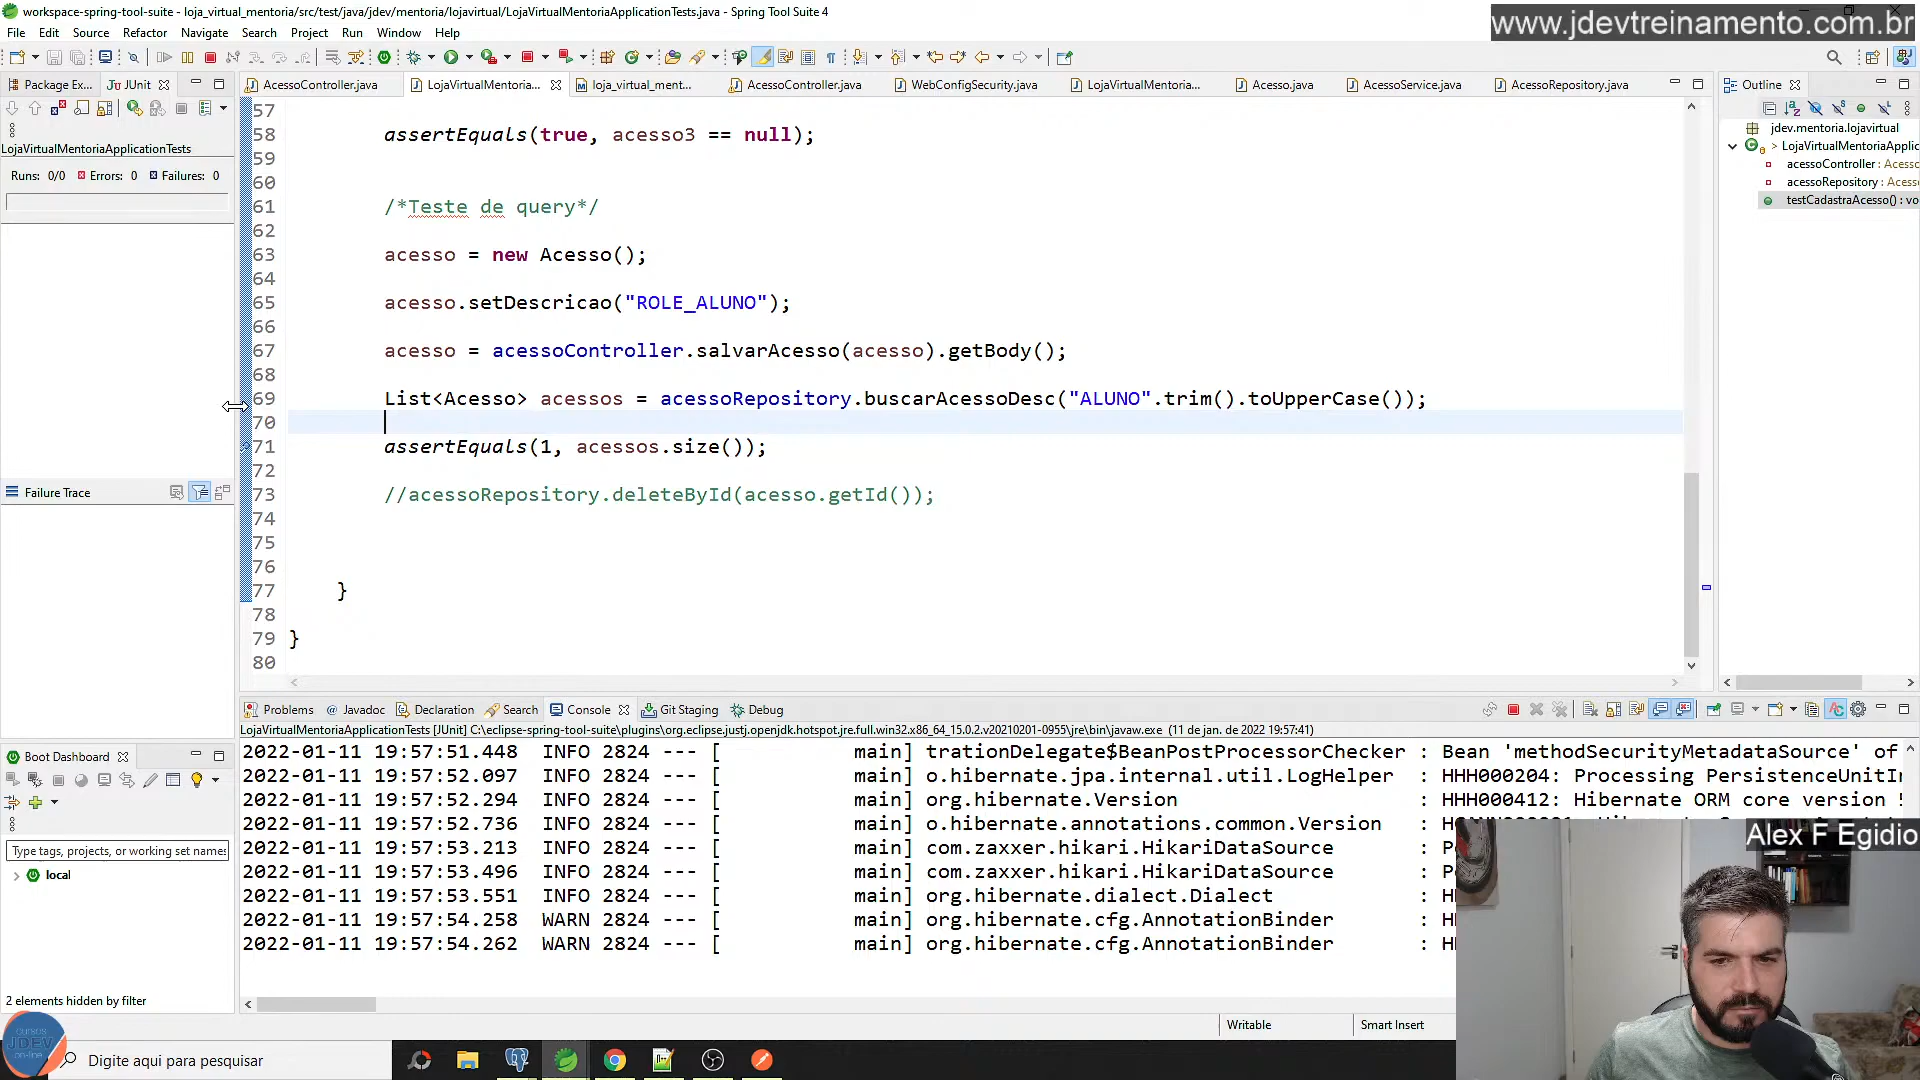 workspace-spring-tool-suite - loja_virtual_mentoria/src/test/java/jdev/mentoria/lojavirtual/LojaVirtualMentoriaApplicationTests.java - Spring Tool Suite 4
www.jdevtreinamento.com.br
File Edit Source Refactor Navigate Search Project Run Window Help
Package Ex... JUnit
AcessoController.java LojaVirtualMentoria... loja_virtual_ment... AcessoController.java WebConfigSecurity.java LojaVirtualMentoria... Acesso.java AcessoService.java AcessoRepository.java
Outline
LojaVirtualMentoriaApplicationTests
Runs: 0/0 Errors: 0 Failures: 0
Failure Trace
57
58 assertEquals(true, acesso3 == null);
59
60
61 /*Teste de query*/
62
63 acesso = new Acesso();
64
65 acesso.setDescricao("ROLE_ALUNO");
66
67 acesso = acessoController.salvarAcesso(acesso).getBody();
68
69 List<Acesso> acessos = acessoRepository.buscarAcessoDesc("ALUNO".trim().toUpperCase());
70
71 assertEquals(1, acessos.size());
72
73 //acessoRepository.deleteById(acesso.getId());
74
75
76
77 }
78
79 }
80
jdev.mentoria.lojavirtual
> LojaVirtualMentoriaApplic
acessoController : Acessc
acessoRepository : Acess
testCadastraAcesso() : vo
Problems @ Javadoc Declaration Search Console Git Staging Debug
LojaVirtualMentoriaApplicationTests [JUnit] C:\eclipse-spring-tool-suite\plugins\org.eclipse.justj.openjdk.hotspot.jre.full.win32.x86_64_15.0.2.v20210201-0955\jre\bin\javaw.exe (11 de jan. de 2022 19:57:41)
2022-01-11 19:57:51.448 INFO 2824 --- [ main] trationDelegate$BeanPostProcessorChecker : Bean 'methodSecurityMetadataSource' of
2022-01-11 19:57:52.097 INFO 2824 --- [ main] o.hibernate.jpa.internal.util.LogHelper : HHH000204: Processing PersistenceUnitIn
2022-01-11 19:57:52.294 INFO 2824 --- [ main] org.hibernate.Version : HHH000412: Hibernate ORM core version
2022-01-11 19:57:52.736 INFO 2824 --- [ main] o.hibernate.annotations.common.Version :
2022-01-11 19:57:53.213 INFO 2824 --- [ main] com.zaxxer.hikari.HikariDataSource :
2022-01-11 19:57:53.496 INFO 2824 --- [ main] com.zaxxer.hikari.HikariDataSource :
2022-01-11 19:57:53.551 INFO 2824 --- [ main] org.hibernate.dialect.Dialect :
2022-01-11 19:57:54.258 WARN 2824 --- [ main] org.hibernate.cfg.AnnotationBinder :
2022-01-11 19:57:54.262 WARN 2824 --- [ main] org.hibernate.cfg.AnnotationBinder :
Boot Dashboard
Type tags, projects, or working set names
local
2 elements hidden by filter
Alex F Egidio
Writable Smart Insert
cursos
JDEV
on-line
Digite aqui para pesquisar